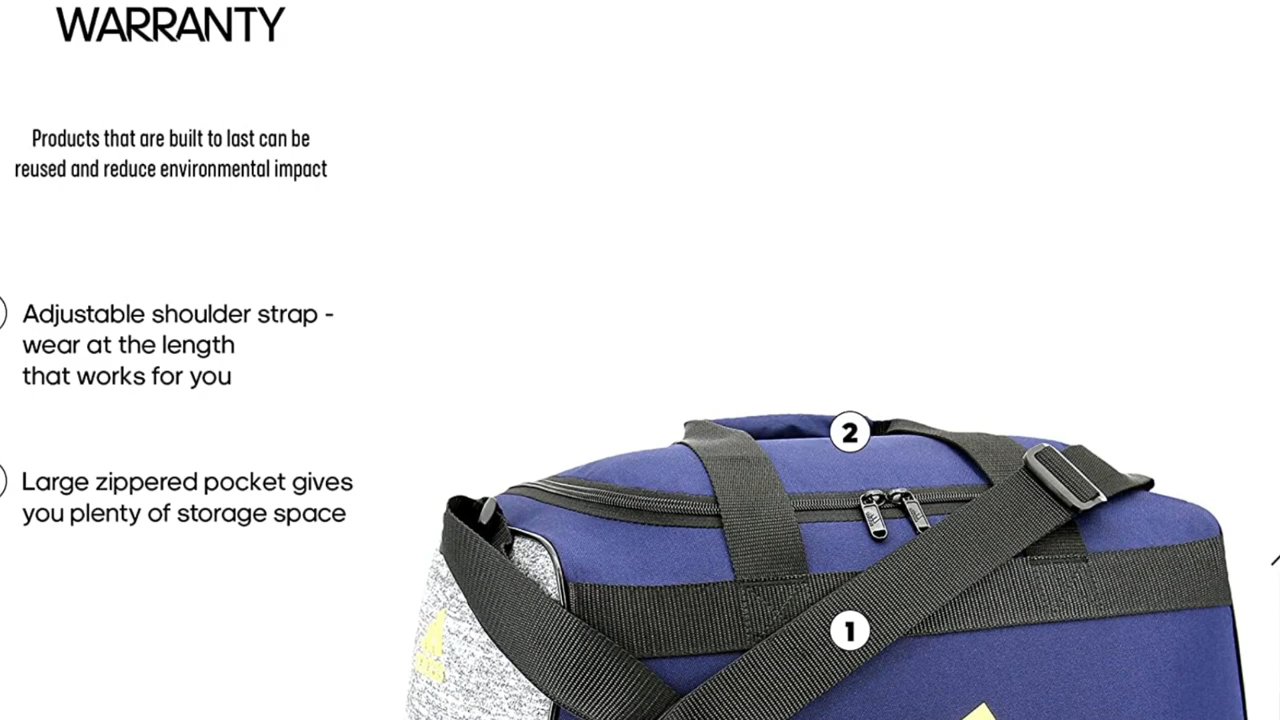 WARRANTY
Products that are built to last can be
reused and reduce environmental impact
Adjustable shoulder strap -
wear at the length
that works for you
Large zippered pocket gives
you plenty of storage space
2
1